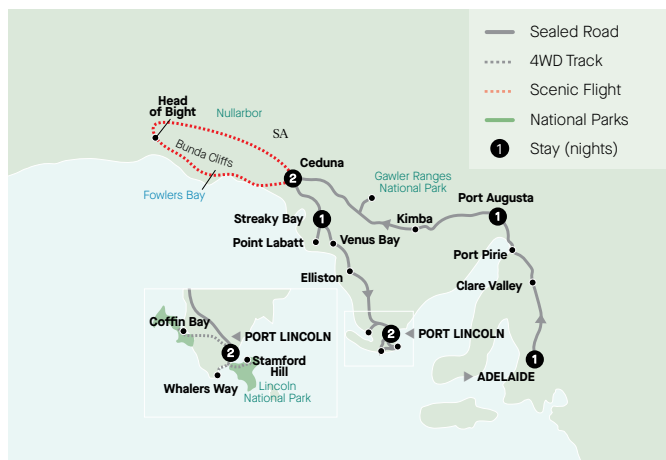 Sealed Road
4WD Track
Scenic Flight
National Parks
1 Stay (nights)
Head
of Bight
Nullarbor
SA
Bunda Cliffs
Ceduna
2
Fowlers Bay
Gawler Ranges
National Park
Port Augusta
1
Streaky Bay
1
Kimba
Point Labatt
Venus Bay
Port Pirie
Elliston
Clare Valley
Coffin Bay
PORT LINCOLN
2
2
PORT LINCOLN
Stamford
Hill
1
ADELAIDE
Whalers Way
Lincoln
National Park